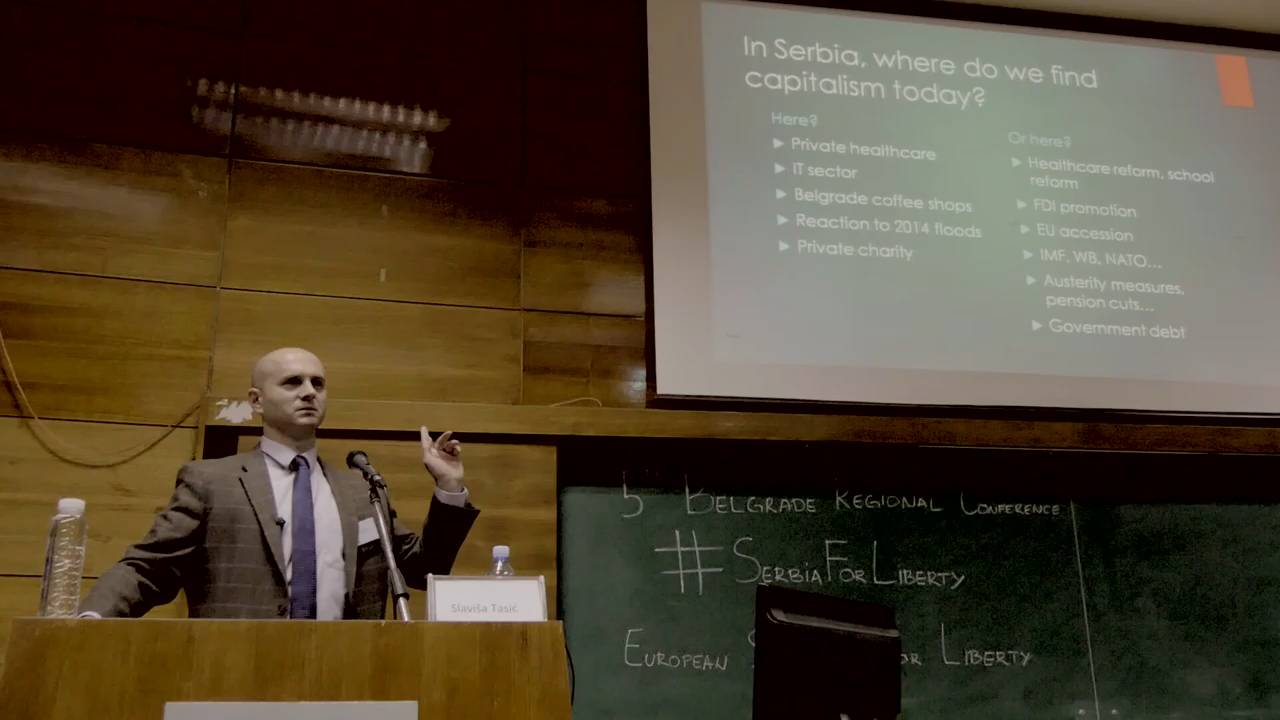 In Serbia, where do we find
capitalism today?
Here?
Private healthcare
IT sector
Belgrade coffee shops
Reaction to 2014 floods
Private charity
Or here?
Healthcare reform, school
reform
FDI promotion
EU accession
IMF, WB, NATO...
Austerity measures,
pension cuts...
Government debt
Slaviša Tasić
5 BELGRADE REGIONAL CONFERENCE
#SERBIAFORLIBERTY
EUROPEAN OR LIBERTY